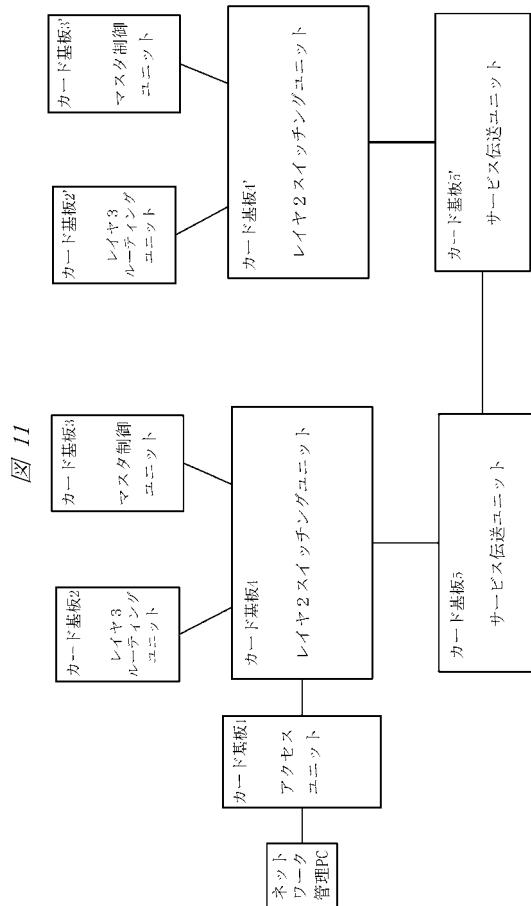 図 11
ネット
ワーク
管理PC
カード基板1
アクセス
ユニット
カード基板2
レイヤ3
ルーティング
ユニット
カード基板3
マスタ制御
ユニット
カード基板4
レイヤ2スイッチングユニット
カード基板5
サービス伝送ユニット
カード基板2'
レイヤ3
ルーティング
ユニット
カード基板3'
マスタ制御
ユニット
カード基板4'
レイヤ2スイッチングユニット
カード基板5'
サービス伝送ユニット